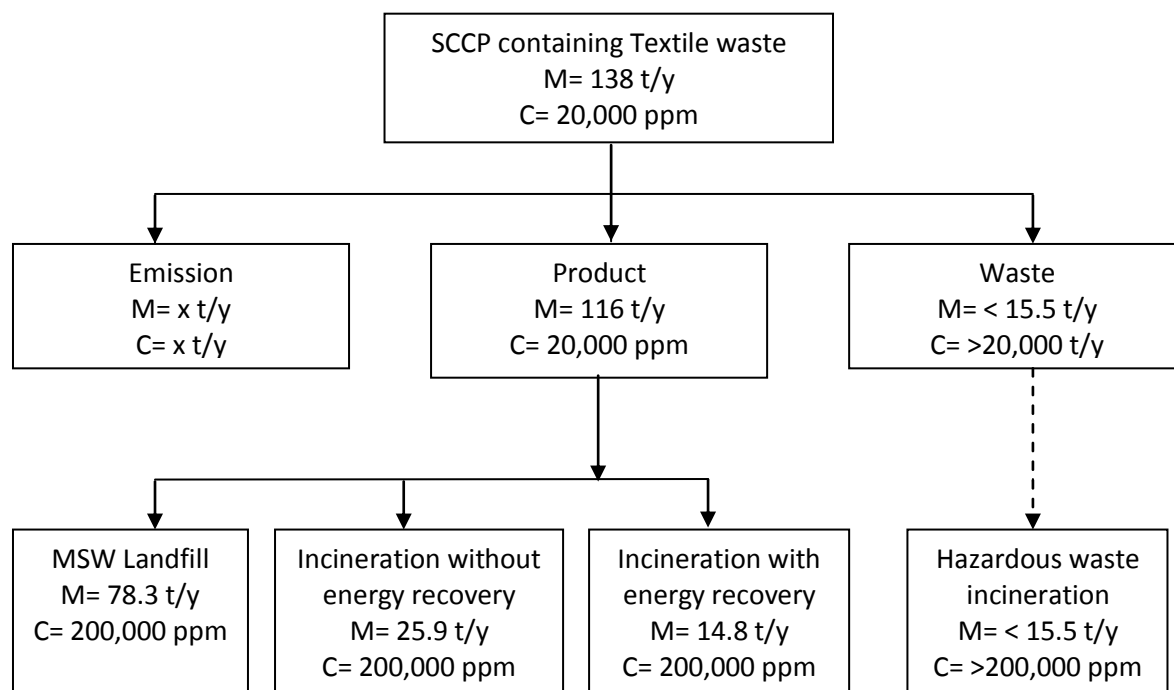 SCCP containing Textile waste
M= 138 t/y
C= 20,000 ppm
Emission
M= x t/y
C= x t/y
Product
M= 116 t/y
C= 20,000 ppm
Waste
M= < 15.5 t/y
C= >20,000 t/y
MSW Landfill
M= 78.3 t/y
C= 200,000 ppm
Incineration without
energy recovery
M= 25.9 t/y
C= 200,000 ppm
Incineration with
energy recovery
M= 14.8 t/y
C= 200,000 ppm
Hazardous waste
incineration
M= < 15.5 t/y
C= >200,000 ppm